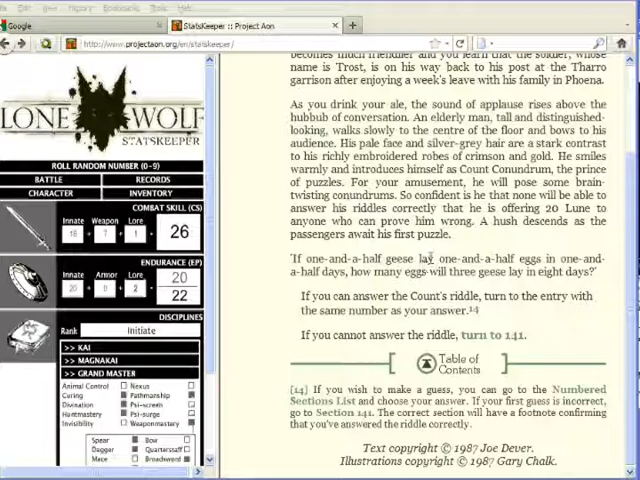 File Edit View History Bookmarks Tools Help
Google
StatsKeeper :: Project Aon
http://www.projectaon.org/en/statskeeper/
LONE WOLF
STATSKEEPER
ROLL RANDOM NUMBER (0-9)
BATTLE RECORDS
CHARACTER INVENTORY
COMBAT SKILL (CS)
Innate Weapon Lore
18 + 7 + 1 26
ENDURANCE (EP)
20
Innate Armor Lore
20 + 0 + 2 22
DISCIPLINES
Rank Initiate
>> KAI
>> MAGNAKAI
>> GRAND MASTER
Animal Control Nexus
Curing Pathmanship
Divination Psi-screen
Huntmastery Psi-surge
Invisibility Weaponmastery
Spear Bow
Dagger Quarterstaff
Mace Broadsword
becomes much friendlier and you learn that the soldier, whose
name is Trost, is on his way back to his post at the Tharro
garrison after enjoying a week's leave with his family in Phoena.
As you drink your ale, the sound of applause rises above the
hubbub of conversation. An elderly man, tall and distinguished-
looking, walks slowly to the centre of the floor and bows to his
audience. His pale face and silver-grey hair are a stark contrast
to his richly embroidered robes of crimson and gold. He smiles
warmly and introduces himself as Count Conundrum, the prince
of puzzles. For your amusement, he will pose some brain-
twisting conundrums. So confident is he that none will be able to
answer his riddles correctly that he is offering 20 Lune to
anyone who can prove him wrong. A hush descends as the
passengers await his first puzzle.
'If one-and-a-half geese lay one-and-a-half eggs in one-and-
a-half days, how many eggs will three geese lay in eight days?'
If you can answer the Count's riddle, turn to the entry with
the same number as your answer.14
If you cannot answer the riddle, turn to 141.
Table of
Contents
[14] If you wish to make a guess, you can go to the Numbered
Sections List and choose your answer. If your first guess is incorrect,
go to Section 141. The correct section will have a footnote confirming
that you've answered the riddle correctly.
Text copyright © 1987 Joe Dever.
Illustrations copyright © 1987 Gary Chalk.